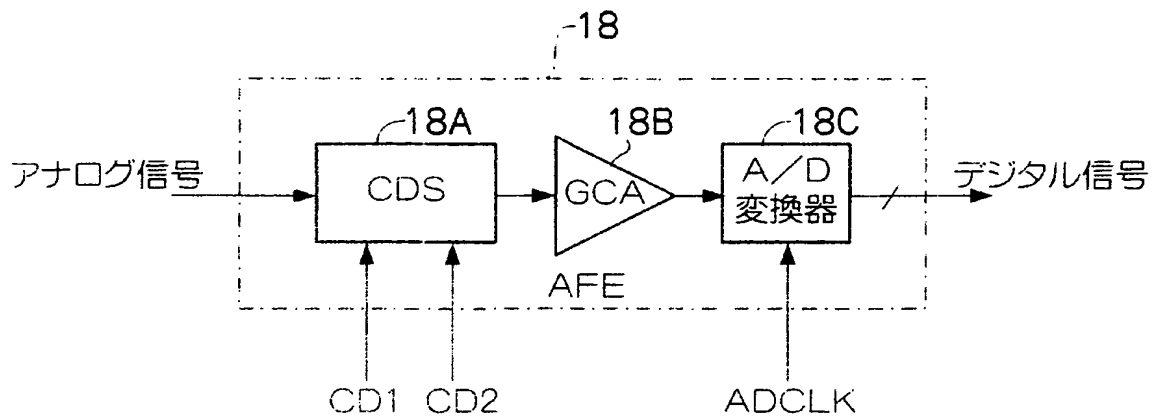 18
18A
18B
18C
アナログ信号
CDS
GCA
A/D
変換器
デジタル信号
AFE
CD1 CD2
ADCLK